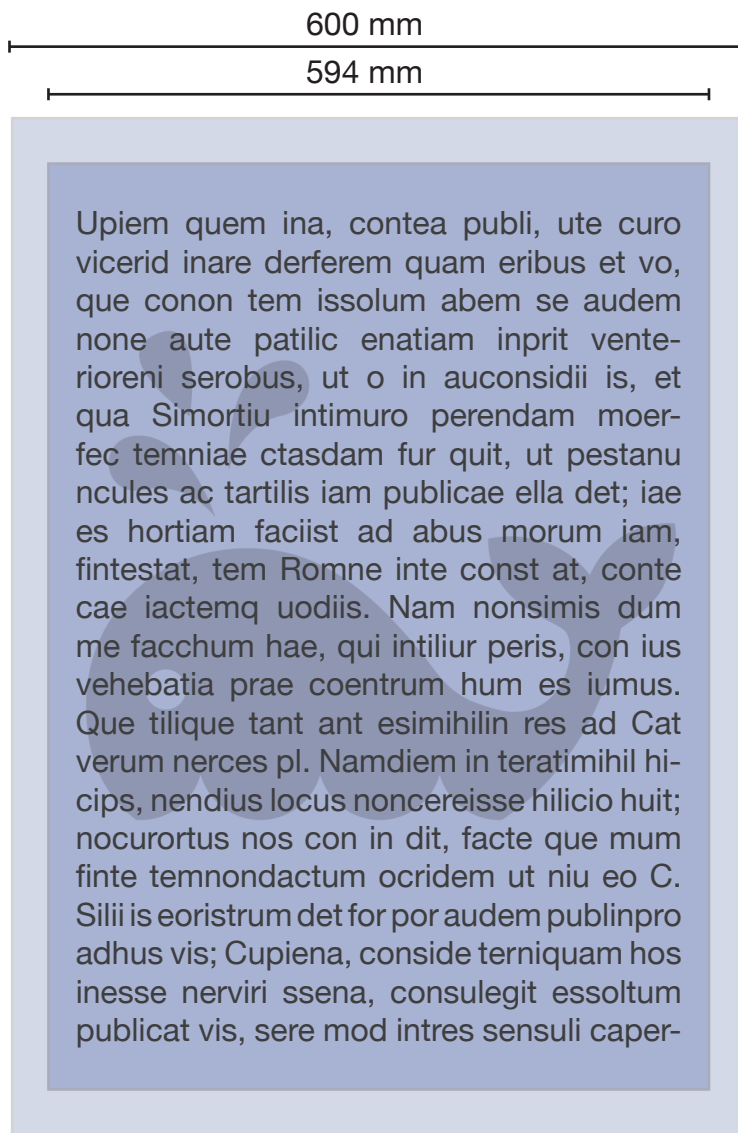 600 mm
594 mm
Upiem quem ina, contea publi, ute curo
vicerid inare derferem quam eribus et vo,
que conon tem issolum abem se audem
none aute patilic enatiam inprit vente-
rioreni serobus, ut o in auconsidii is, et
qua Simortiu intimuro perendam moer-
fec temniae ctasdam fur quit, ut pestanu
ncules ac tartilis iam publicae ella det; iae
es hortiam faciist ad abus morum iam,
fintestat, tem Romne inte const at, conte
cae iactemq uodiis. Nam nonsimis dum
me facchum hae, qui intiliur peris, con ius
vehebatia prae coentrum hum es iumus.
Que tilique tant ant esimihilin res ad Cat
verum nerces pl. Namdiem in teratimihil hi-
cips, nendius locus noncereisse hilicio huit;
nocurortus nos con in dit, facte que mum
finte temnondactum ocridem ut niu eo C.
Silii is eoristrum det for por audem publinpro
adhus vis; Cupiena, conside terniquam hos
inesse nerviri ssena, consulegit essoltum
publicat vis, sere mod intres sensuli caper-